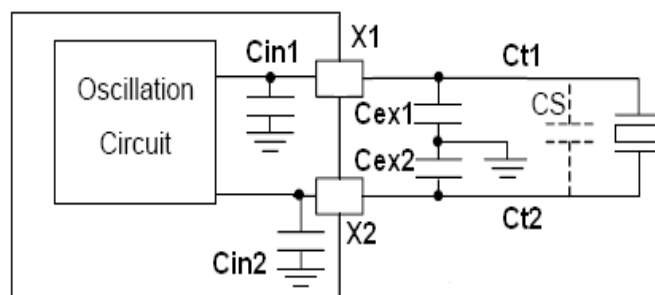 X1
Cin1
Ct1
Oscillation
Circuit
Cex1
CS
Cex2
X2
Ct2
Cin2